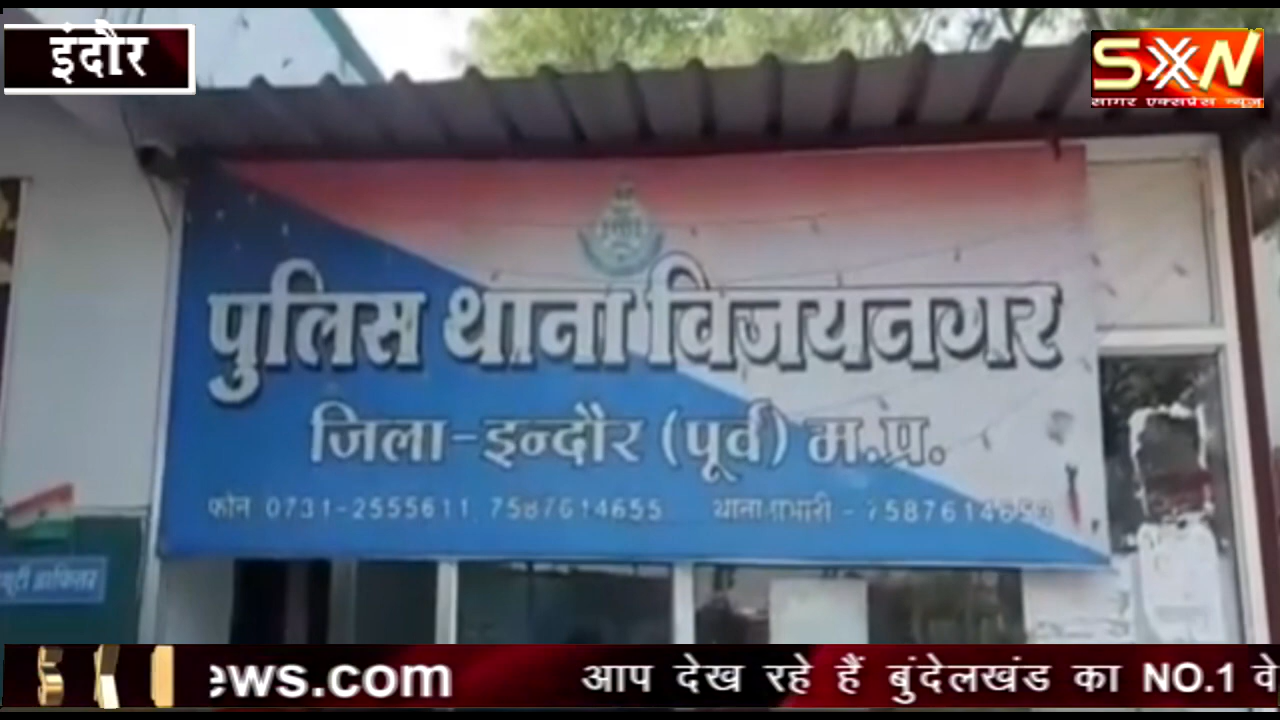 इंदौर
SXN
सागर एक्सप्रेस न्यूज़
पुलिस थाना विजयनगर
जिला-इन्दौर (पूर्व) म.प्र.
फोन 0731-2555611, 7587614655 थाना प्रभारी -
ews.com आप देख रहे हैं बुंदेलखंड का NO.1 वे